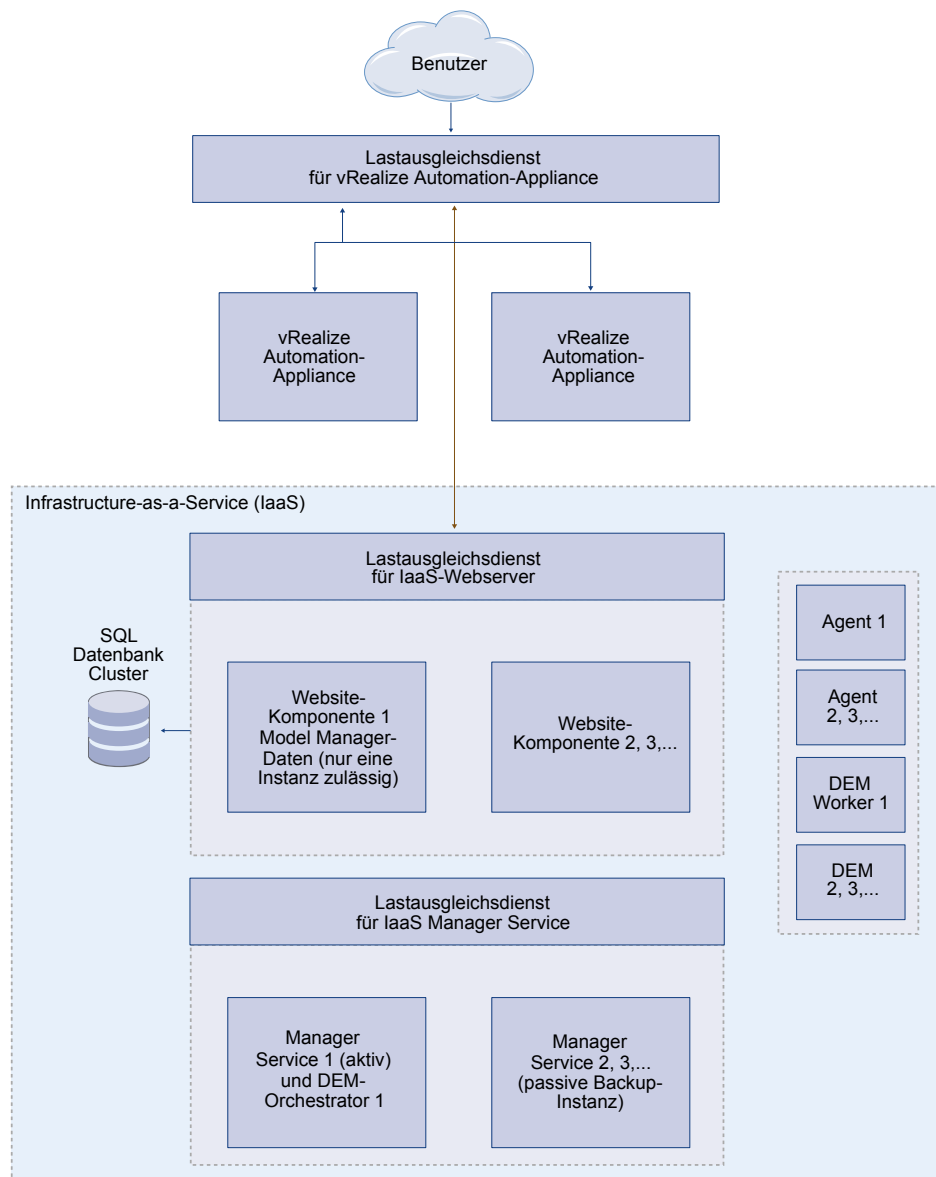 Benutzer
Lastausgleichsdienst
für vRealize Automation-Appliance
vRealize
Automation-
Appliance
vRealize
Automation-
Appliance
Infrastructure-as-a-Service (IaaS)
Lastausgleichsdienst
für IaaS-Webserver
SQL
Datenbank
Cluster
Website-
Komponente 1
Model Manager-
Daten (nur eine
Instanz zulässig)
Website-
Komponente 2, 3,...
Agent 1
Agent
2, 3,...
DEM
Worker 1
DEM
2, 3,...
Lastausgleichsdienst
für IaaS Manager Service
Manager
Service 1 (aktiv)
und DEM-
Orchestrator 1
Manager
Service 2, 3,...
(passive Backup-
Instanz)